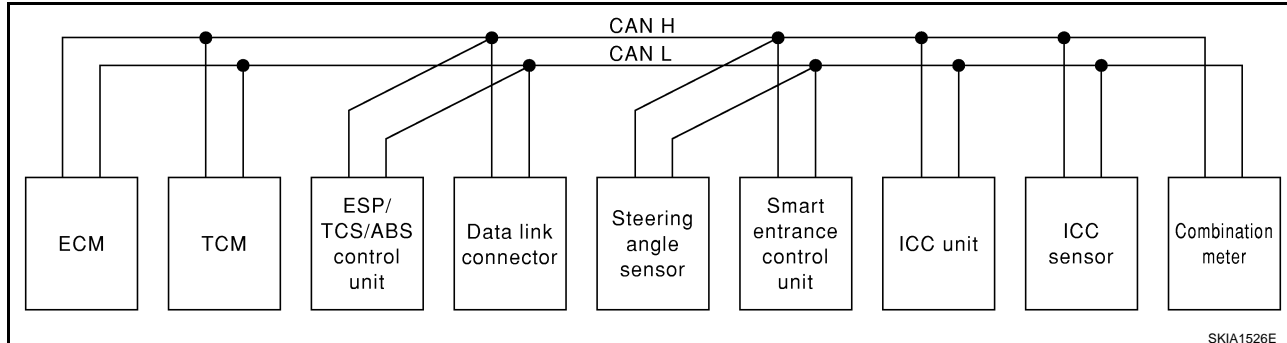 CAN H
CAN L
ECM
TCM
ESP/
TCS/ABS
control
unit
Data link
connector
Steering
angle
sensor
Smart
entrance
control
unit
ICC unit
ICC
sensor
Combination
meter
SKIA1526E